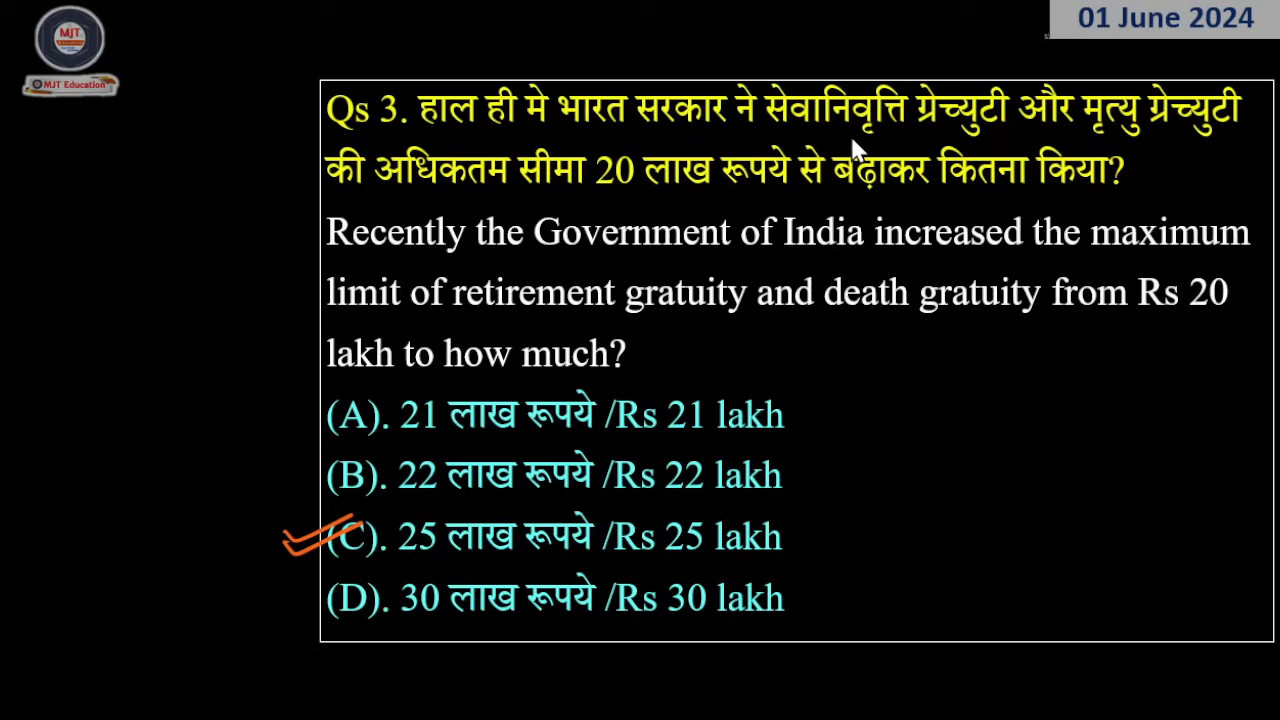 01 June 2024
MJT
MJT Education
Qs 3. हाल ही मे भारत सरकार ने सेवानिवृत्ति ग्रेच्युटी और मृत्यु ग्रेच्युटी
की अधिकतम सीमा 20 लाख रूपये से बढ़ाकर कितना किया?
Recently the Government of India increased the maximum
limit of retirement gratuity and death gratuity from Rs 20
lakh to how much?
(A). 21 लाख रूपये /Rs 21 lakh
(B). 22 लाख रूपये /Rs 22 lakh
(C). 25 लाख रूपये /Rs 25 lakh
(D). 30 लाख रूपये /Rs 30 lakh